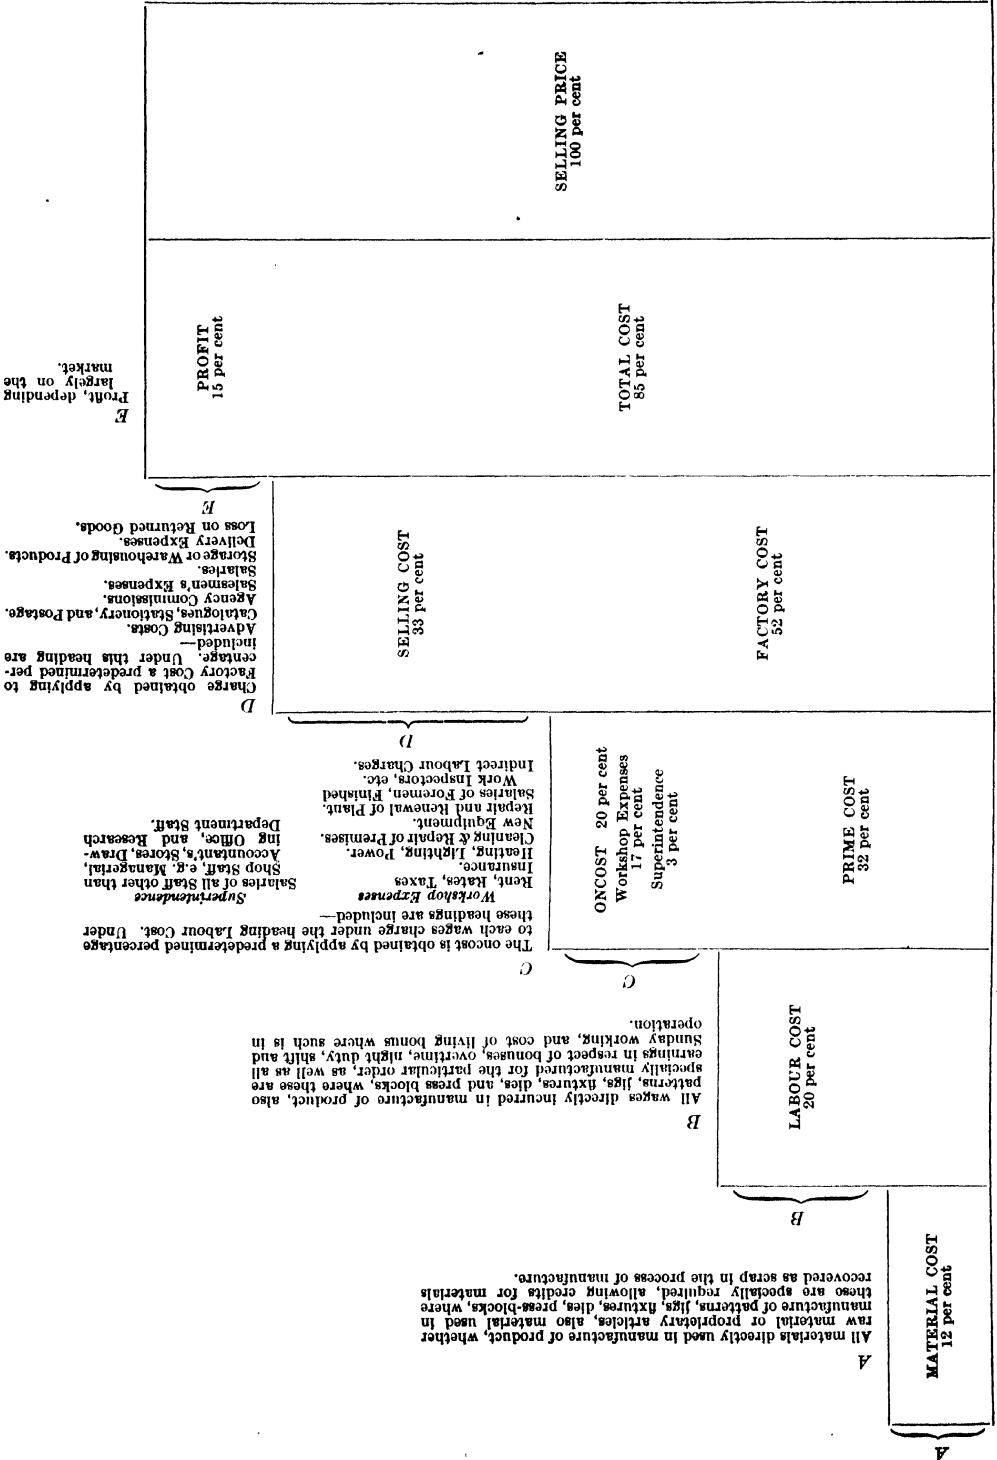 A
All materials directly used in manufacture of product, whether
raw material or proprietary articles, also material used in
manufacture of patterns, jigs, fixtures, dies, press-blocks, where
these are specially required, allowing credits for materials
recovered as scrap in the process of manufacture.
A
MATERIAL COST
12 per cent
B
All wages directly incurred in manufacture of product, also
patterns, jigs, fixtures, dies, and press blocks, where these are
specially manufactured for the particular order, as well as all
earnings in respect of bonuses, overtime, night duty, shift and
Sunday working, and cost of living bonus where such is in
operation.
B
LABOUR COST
20 per cent
C
The oncost is obtained by applying a predetermined percentage
to each wages charge under the heading Labour Cost. Under
these headings are included—
Workshop Expenses
Rent, Rates, Taxes
Insurance.
Heating, Lighting, Power.
Cleaning & Repair of Premises.
New Equipment.
Repair and Renewal of Plant.
Salaries of Foremen, Finished
Work Inspectors, etc.
Indirect Labour Charges.
Superintendence
Salaries of all Staff other than
Shop Staff, e.g. Managerial,
Accountant's, Stores, Draw-
ing Office, and Research
Department Staff.
C
ONCOST 20 per cent
Workshop Expenses
17 per cent
Superintendence
3 per cent
PRIME COST
32 per cent
D
Charge obtained by applying to
Factory Cost a predetermined per-
centage. Under this heading are
included—
Advertising Costs.
Catalogues, Stationery, and Postage.
Agency Commissions.
Salesmen's Expenses.
Salaries.
Storage or Warehousing of Products.
Delivery Expenses.
Loss on Returned Goods.
D
SELLING COST
33 per cent
FACTORY COST
52 per cent
E
Profit, depending
largely on the
market.
E
PROFIT
15 per cent
TOTAL COST
85 per cent
SELLING PRICE
100 per cent